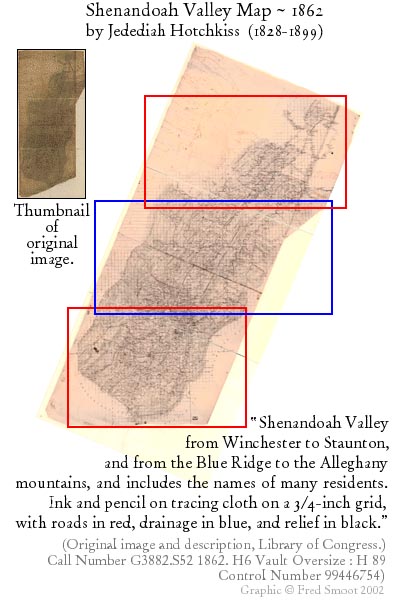 Shenandoah Valley Map ~ 1862
by Jedediah Hotchkiss (1828-1899)
Thumbnail
of
original
image.
"Shenandoah Valley
from Winchester to Staunton,
and from the Blue Ridge to the Alleghany
mountains, and includes the names of many residents.
Ink and pencil on tracing cloth on a 3/4-inch grid,
with roads in red, drainage in blue, and relief in black."
(Original image and description, Library of Congress.)
Call Number G3882.S52 1862. H6 Vault Oversize : H 89
Control Number 99446754)
Graphic © Fred Smoot 2002